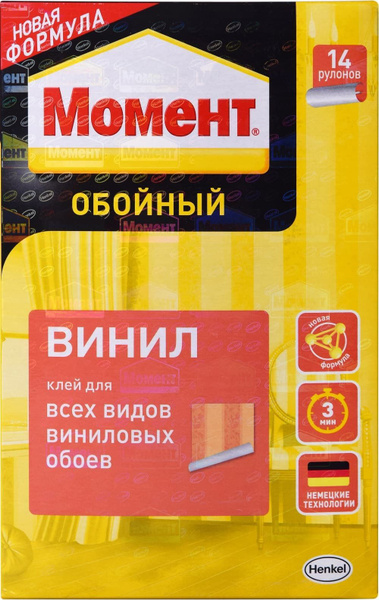 НОВАЯ
ФОРМУЛА
14
РУЛОНОВ
Момент®
ОБОЙНЫЙ
ВИНИЛ
клей для
всех видов
виниловых
обоев
новая
формула
3
МИН
НЕМЕЦКИЕ
ТЕХНОЛОГИИ
Henkel